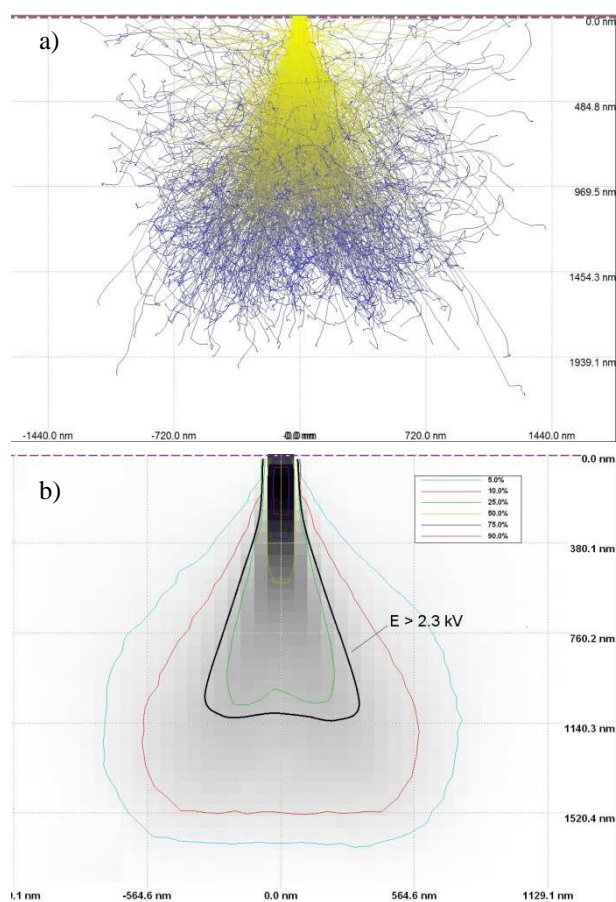 a)
0.0 nm
484.8 nm
969.5 nm
1454.3 nm
1939.1 nm
-1440.0 nm
-720.0 nm
720.0 nm
1440.0 nm
b)
0.0 nm
5.0%
10.0%
25.0%
50.0%
75.0%
90.0%
380.1 nm
E > 2.3 kV
760.2 nm
1140.3 nm
1520.4 nm
0.1 nm
-564.6 nm
0.0 nm
564.6 nm
1129.1 nm